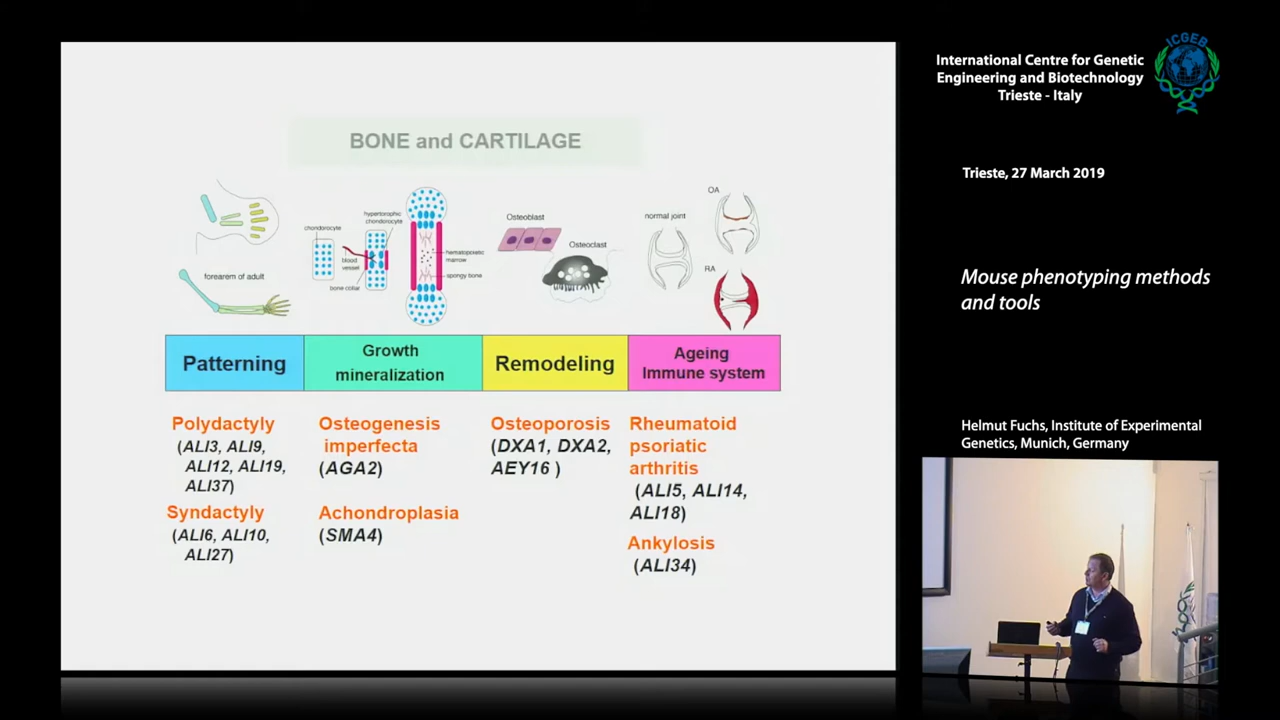 BONE and CARTILAGE
forearem of adult
chondorocyte
hypertorophic
chondorocyte
blood
vessel
bone collar
hematopoietic
marrow
spongy bone
Osteoblast
Osteoclast
normal joint
OA
RA
Patterning
Growth
mineralization
Remodeling
Ageing
Immune system
Polydactyly
(ALI3, ALI9,
ALI12, ALI19,
ALI37)
Syndactyly
(ALI6, ALI10,
ALI27)
Osteogenesis
imperfecta
(AGA2)
Achondroplasia
(SMA4)
Osteoporosis
(DXA1, DXA2,
AEY16 )
Rheumatoid
psoriatic
arthritis
(ALI5, ALI14,
ALI18)
Ankylosis
(ALI34)
International Centre for Genetic
Engineering and Biotechnology
Trieste - Italy
ICGEB
Trieste, 27 March 2019
Mouse phenotyping methods
and tools
Helmut Fuchs, Institute of Experimental
Genetics, Munich, Germany